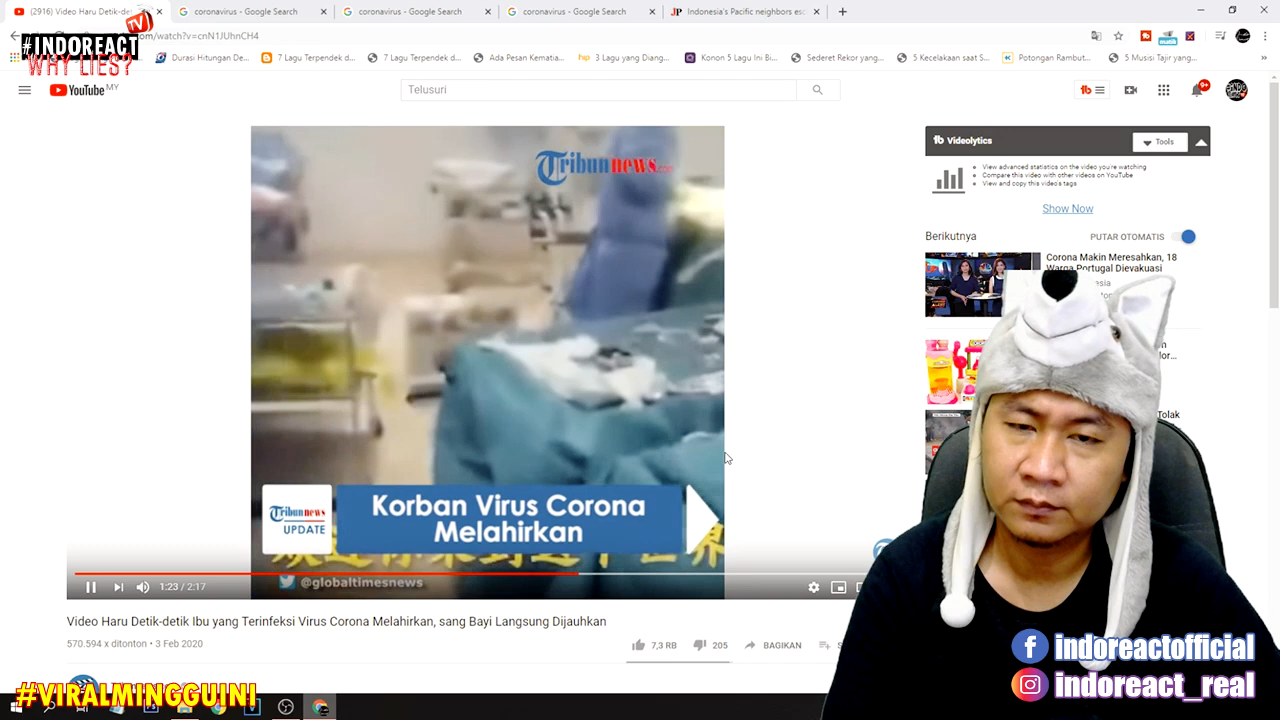 (2916) Video Haru Detik-de
coronavirus - Google Search
coronavirus - Google Search
coronavirus - Google Search
JP Indonesia's Pacific neighbors es
TV
#INDOREACT
WHY LIES?
/watch?v=cnN1JUhnCH4
Durasi Hitungan De...
7 Lagu Terpendek d...
7 Lagu Terpendek d...
Ada Pesan Kematia...
3 Lagu yang Diang...
Konon 5 Lagu Ini Bi...
Sederet Rekor yang...
5 Kecelakaan saat S...
Potongan Rambut...
5 Musisi Tajir yang...
»
YouTube MY
Telusuri
9+
Tribunnews.com
Videolytics
Tools
View advanced statistics on the video you're watching
Compare this video with other videos on YouTube
View and copy this video's tags
Show Now
Berikutnya
PUTAR OTOMATIS
Corona Makin Meresahkan, 18
Warga Portugal Dievakuasi
Tolak
Tribunnews
UPDATE
Korban Virus Corona
Melahirkan
@globaltimesnews
1:23 / 2:17
Video Haru Detik-detik Ibu yang Terinfeksi Virus Corona Melahirkan, sang Bayi Langsung Dijauhkan
570.594 x ditonton • 3 Feb 2020
7,3 RB
205
BAGIKAN
S
#VIRALMINGGUINI
indoreactofficial
indoreact_real